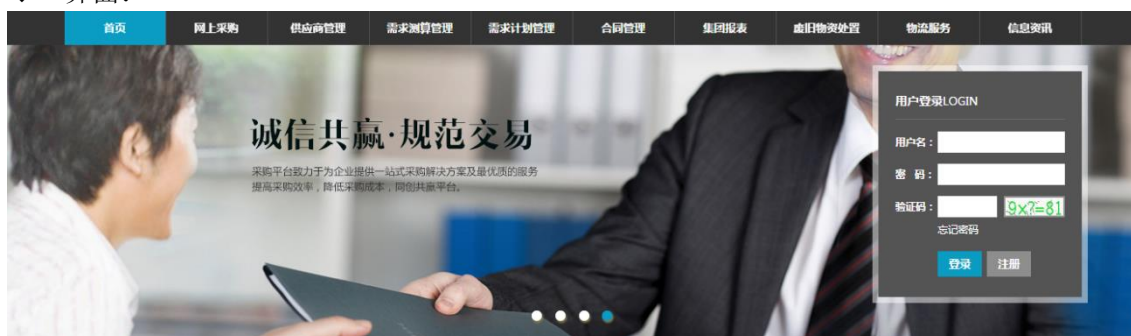 首页 网上采购 供应商管理 需求测算管理 需求计划管理 合同管理 集团报表 虚旧物资处置 物流服务 信息资讯
诚信共赢·规范交易
采购平台致力于为企业提供一站式采购解决方案及最优质的服务
提高采购效率，降低采购成本，同创共赢平台。
用户登录LOGIN
用户名：
密 码：
验证码： 9x?=81
忘记密码
登录 注册